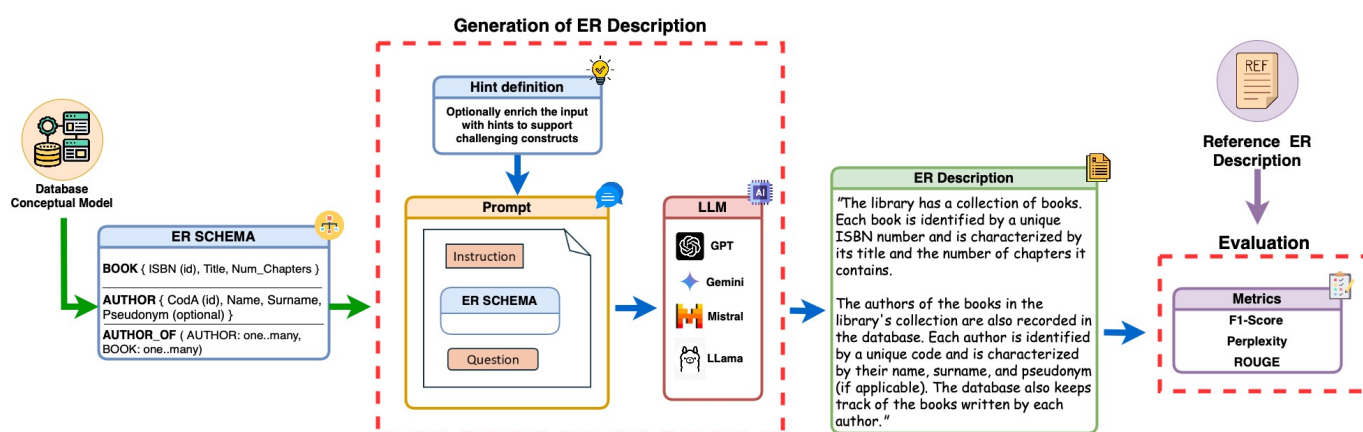 Generation of ER Description
Database
Conceptual Model
ER SCHEMA
BOOK { ISBN (id), Title, Num_Chapters }
AUTHOR { CodA (id), Name, Surname,
Pseudonym (optional) }
AUTHOR_OF ( AUTHOR: one..many,
BOOK: one..many)
Hint definition
Optionally enrich the input
with hints to support
challenging constructs
Prompt
Instruction
ER SCHEMA
Question
AI
LLM
GPT
Gemini
Mistral
LLama
ER Description
"The library has a collection of books.
Each book is identified by a unique
ISBN number and is characterized by
its title and the number of chapters it
contains.
The authors of the books in the
library's collection are also recorded in
the database. Each author is identified
by a unique code and is characterized
by their name, surname, and pseudonym
(if applicable). The database also keeps
track of the books written by each
author."
REF
Reference ER
Description
Evaluation
Metrics
F1-Score
Perplexity
ROUGE